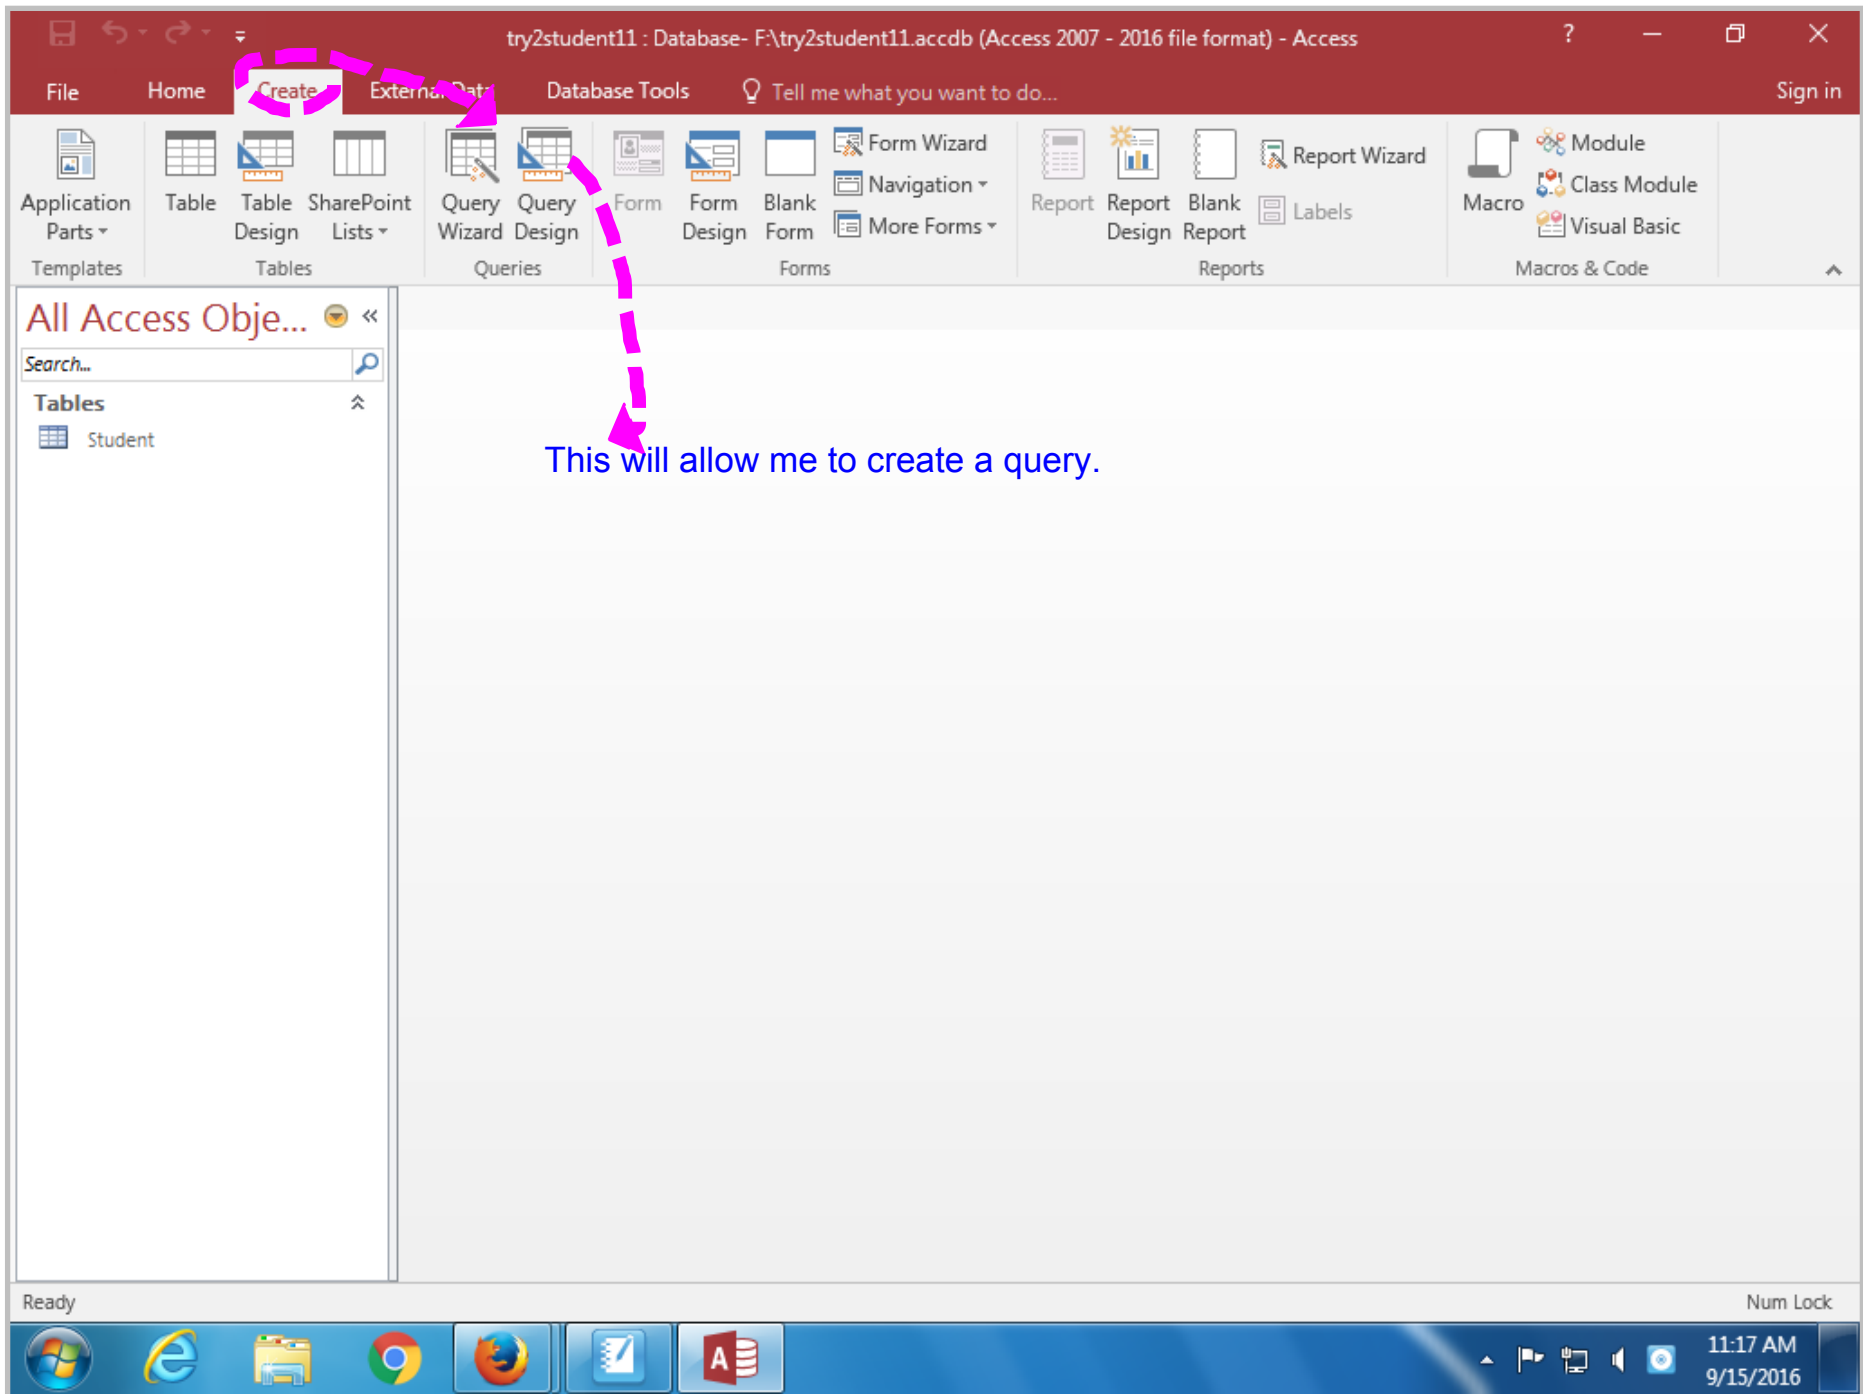 try2student11 : Database- F:\try2student11.accdb (Access 2007 - 2016 file format) - Access
?
File Home Create External Data Database Tools Tell me what you want to do... Sign in
Application Parts
Table
Table Design
SharePoint Lists
Query Wizard
Query Design
Form
Form Design
Blank Form
Form Wizard
Navigation
More Forms
Report
Report Design
Blank Report
Report Wizard
Labels
Macro
Module
Class Module
Visual Basic
Templates Tables Queries Forms Reports Macros & Code
All Access Obje...
Search...
Tables
Student
This will allow me to create a query.
Ready
Num Lock
11:17 AM
9/15/2016